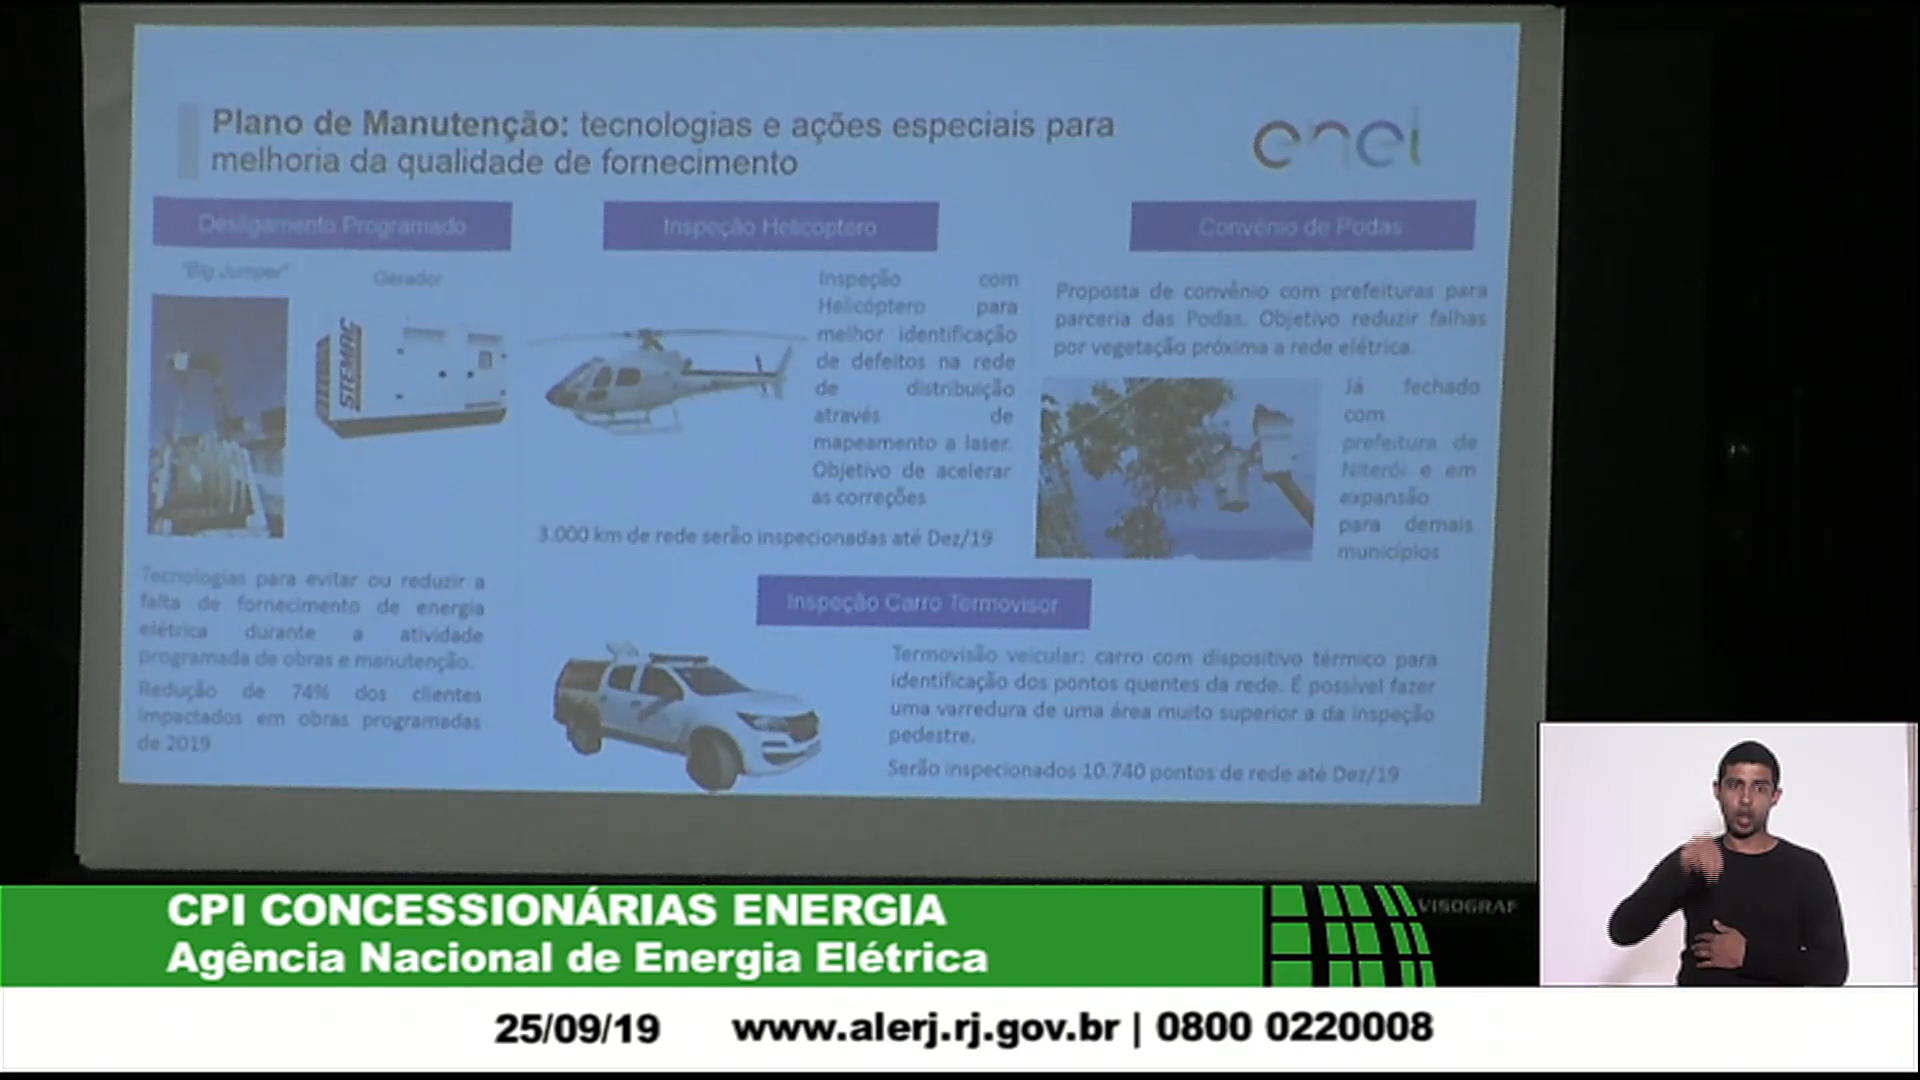 Plano de Manutenção: tecnologias e ações especiais para
melhoria da qualidade de fornecimento
enel
Desligamento Programado
"Big Jumper"
Gerador
STEMAC
Tecnologias para evitar ou reduzir a
falta de fornecimento de energia
elétrica durante a atividade
programada de obras e manutenção.
Redução de 74% dos clientes
impactados em obras programadas
de 2019
Inspeção Helicoptero
Inspeção com
Helicóptero para
melhor identificação
de defeitos na rede
de distribuição
através de
mapeamento a laser.
Objetivo de acelerar
as correções
3.000 km de rede serão inspecionadas até Dez/19
Convênio de Podas
Proposta de convênio com prefeituras para
parceria das Podas. Objetivo reduzir falhas
por vegetação próxima a rede elétrica.
Já fechado
com
prefeitura de
Niterói e em
expansão
para demais
municípios
Inspeção Carro Termovisor
Termovisão veicular: carro com dispositivo térmico para
identificação dos pontos quentes da rede. É possível fazer
uma varredura de uma área muito superior a da inspeção
pedestre.
Serão inspecionados 10.740 pontos de rede até Dez/19
VISOGRAF
CPI CONCESSIONÁRIAS ENERGIA
Agência Nacional de Energia Elétrica
25/09/19 www.alerj.rj.gov.br | 0800 0220008